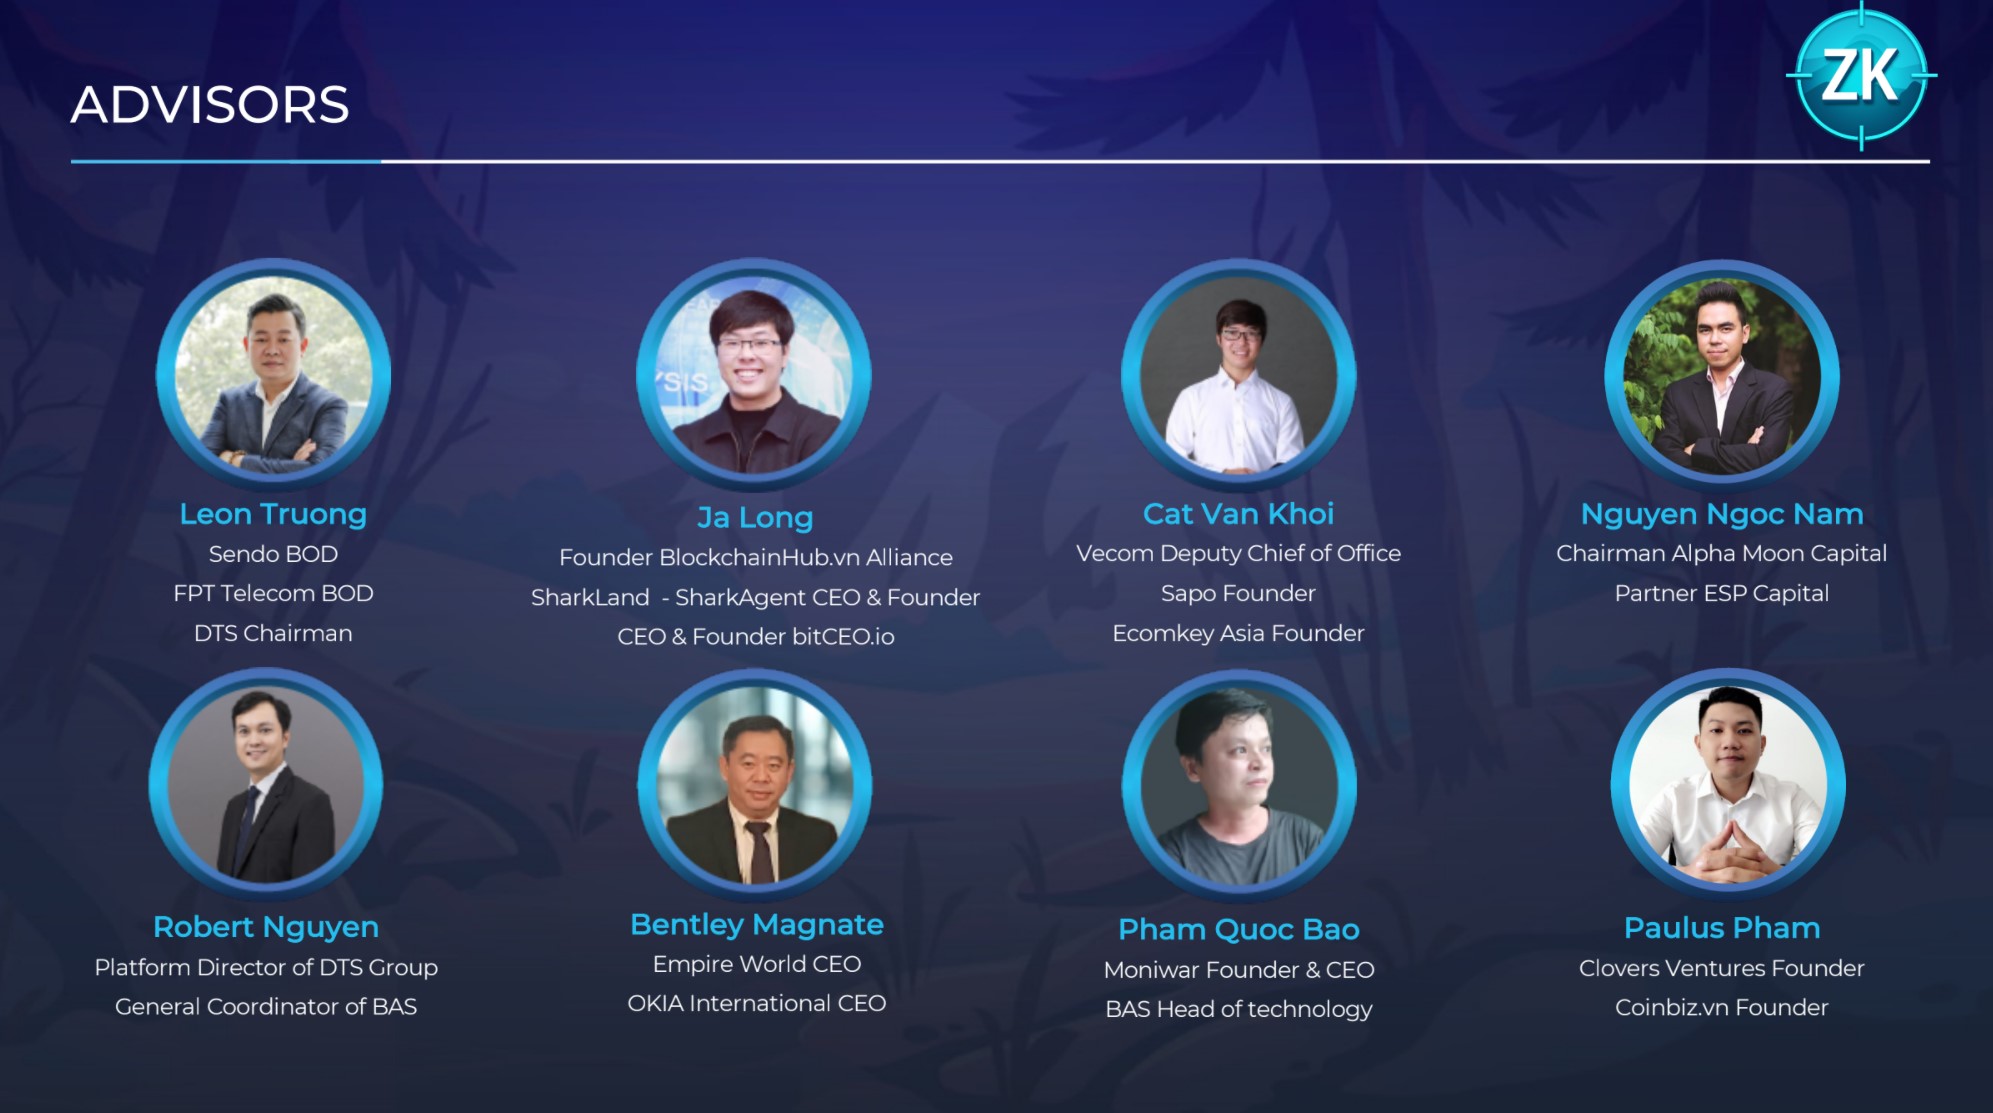 ADVISORS
ZK
Leon Truong
Sendo BOD
FPT Telecom BOD
DTS Chairman
Ja Long
Founder BlockchainHub.vn Alliance
SharkLand - SharkAgent CEO & Founder
CEO & Founder bitCEO.io
Cat Van Khoi
Vecom Deputy Chief of Office
Sapo Founder
Ecomkey Asia Founder
Nguyen Ngoc Nam
Chairman Alpha Moon Capital
Partner ESP Capital
Robert Nguyen
Platform Director of DTS Group
General Coordinator of BAS
Bentley Magnate
Empire World CEO
OKIA International CEO
Pham Quoc Bao
Moniwar Founder & CEO
BAS Head of technology
Paulus Pham
Clovers Ventures Founder
Coinbiz.vn Founder